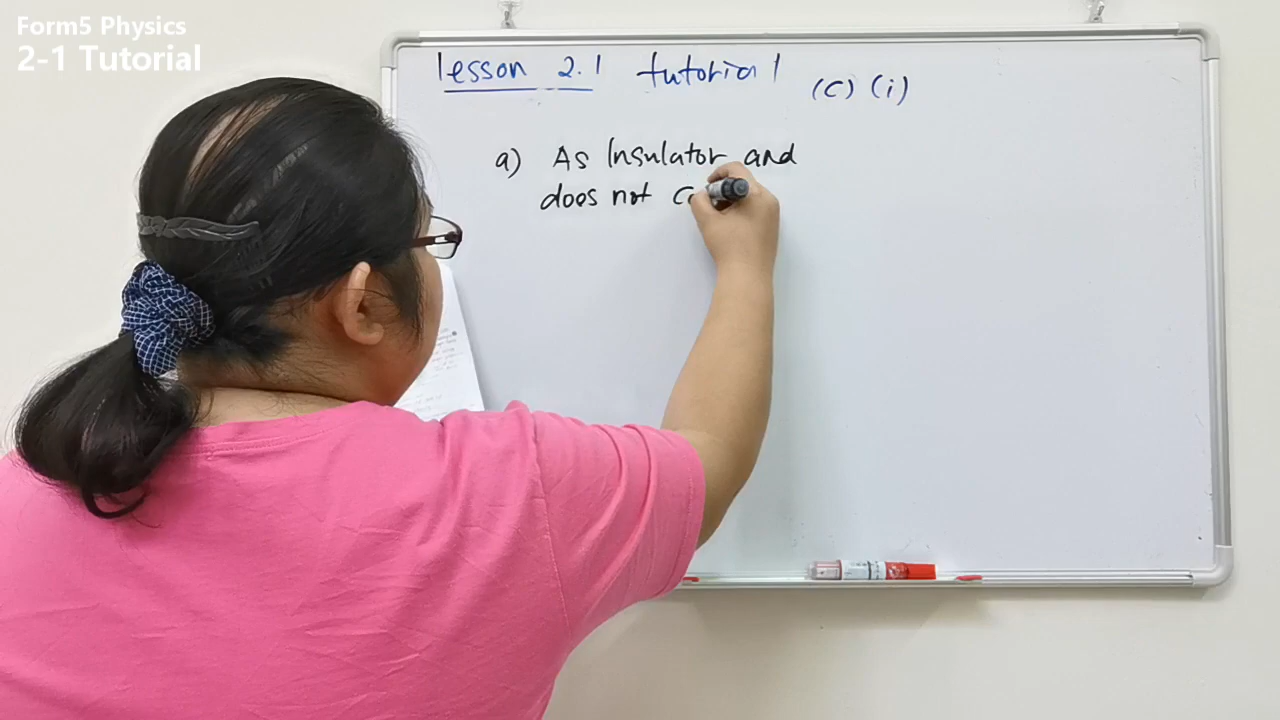 Form5 Physics
2-1 Tutorial
lesson 2.1 tutorial
(C) (i)
a) As Insulator and
does not